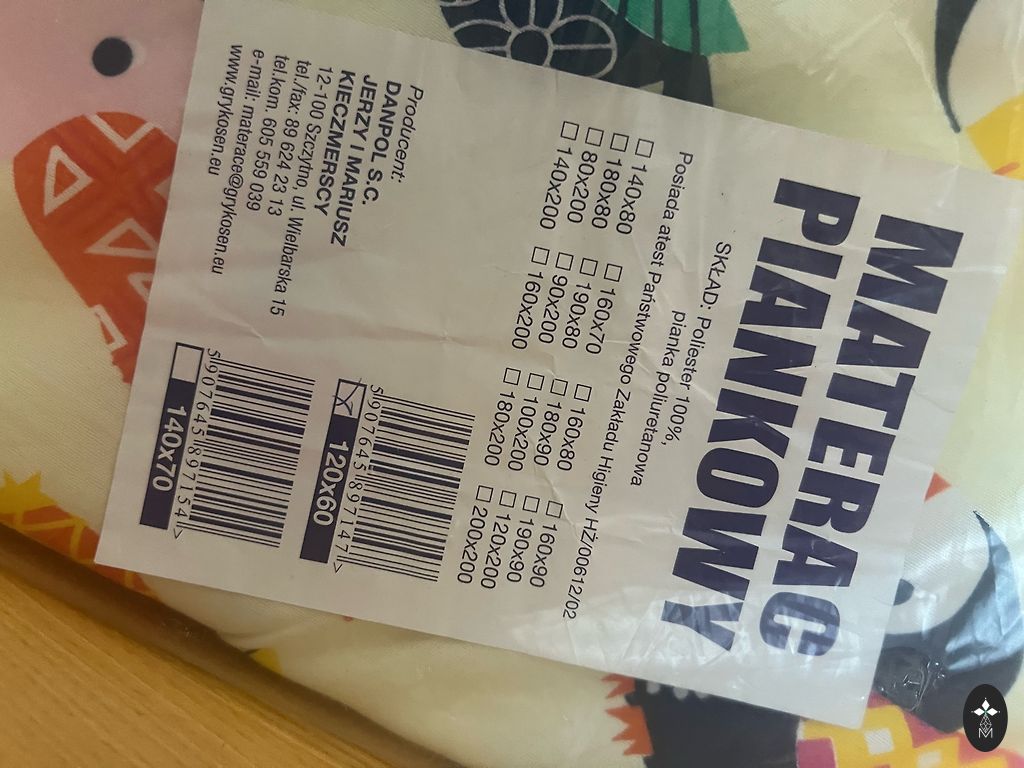 MATERAC
PIANKOWY
SKŁAD: Poliester 100%,
pianka poliuretanowa
Posiada atest Państwowego Zakładu Higieny HŻ/00612/02
☐ 140x80 ☐ 160x70 ☐ 160x80 ☐ 160x90
☐ 180x80 ☐ 190x80 ☐ 180x90 ☐ 190x90
☐ 80x200 ☐ 90x200 ☐ 100x200 ☐ 120x200
☐ 140x200 ☐ 160x200 ☐ 180x200 ☐ 200x200
Producent:
DANPOL S.C.
JERZY I MARIUSZ
KIECZMERSCY
12-100 Szczytno, ul. Wielbarska 15
tel./fax: 89 624 23 13
tel.kom. 605 559 039
e-mail: materace@grykosen.eu
www.grykosen.eu
5907645897147>
☒ 120x60
5907645897154>
☐ 140x70
M